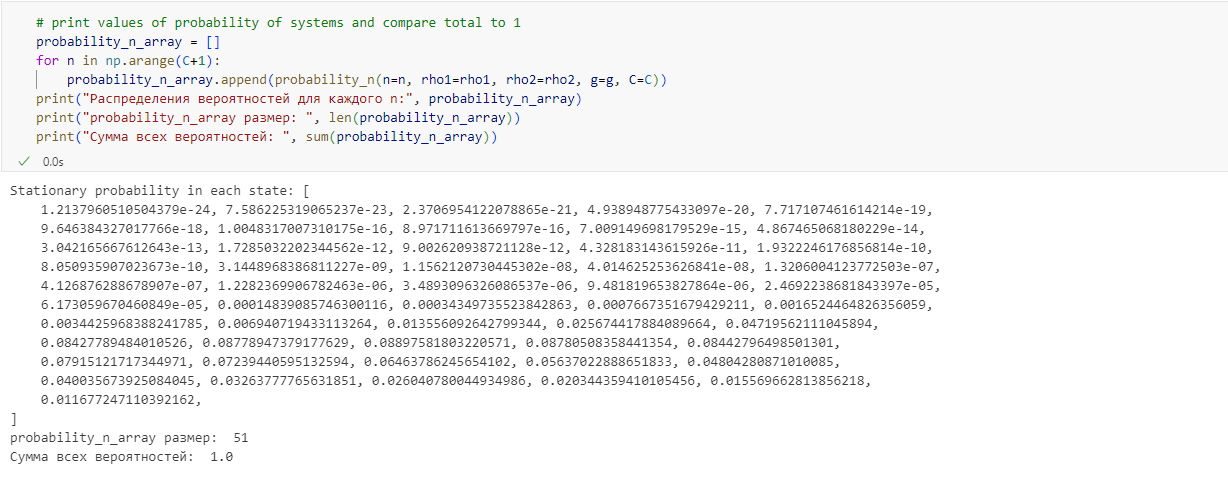 # print values of probability of systems and compare total to 1
probability_n_array = []
for n in np.arange(C+1):
    probability_n_array.append(probability_n(n=n, rho1=rho1, rho2=rho2, g=g, C=C))
print("Распределения вероятностей для каждого n:", probability_n_array)
print("probability_n_array размер: ", len(probability_n_array))
print("Сумма всех вероятностей: ", sum(probability_n_array))
✓ 0.0s
Stationary probability in each state: [
    1.2137960510504379e-24, 7.586225319065237e-23, 2.3706954122078865e-21, 4.938948775433097e-20, 7.717107461614214e-19,
    9.646384327017766e-18, 1.0048317007310175e-16, 8.971711613669797e-16, 7.009149698179529e-15, 4.867465068180229e-14,
    3.042165667612643e-13, 1.7285032202344562e-12, 9.002620938721128e-12, 4.328183143615926e-11, 1.9322246176856814e-10,
    8.050935907023673e-10, 3.1448968386811227e-09, 1.1562120730445302e-08, 4.014625253626841e-08, 1.3206004123772503e-07,
    4.126876288678907e-07, 1.2282369906782463e-06, 3.4893096326086537e-06, 9.481819653827864e-06, 2.4692238681843397e-05,
    6.173059670460849e-05, 0.00014839085746300116, 0.00034349735523842863, 0.0007667351679429211, 0.0016524464826356059,
    0.0034425968388241785, 0.006940719433113264, 0.013556092642799344, 0.025674417884089664, 0.04719562111045894,
    0.08427789484010526, 0.08778947379177629, 0.08897581803220571, 0.08780508358441354, 0.08442796498501301,
    0.07915121717344971, 0.07239440595132594, 0.06463786245654102, 0.05637022888651833, 0.04804280871010085,
    0.040035673925084045, 0.03263777765631851, 0.026040780044934986, 0.020344359410105456, 0.015569662813856218,
    0.011677247110392162,
]
probability_n_array размер:  51
Сумма всех вероятностей:  1.0